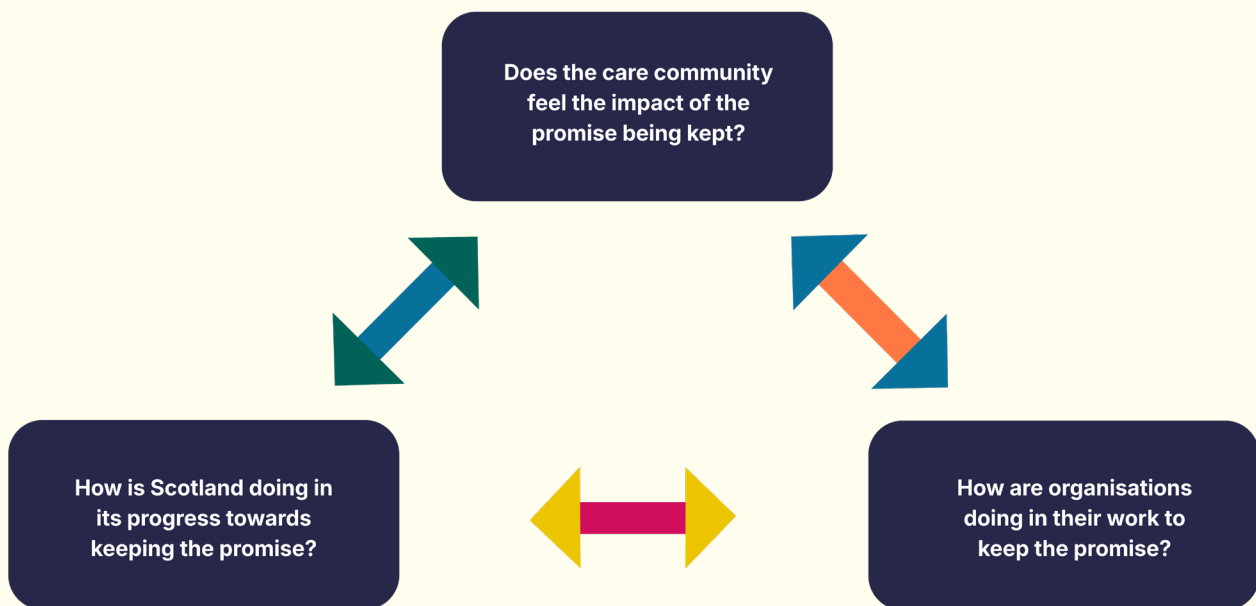 Does the care community
feel the impact of the
promise being kept?
How is Scotland doing in
its progress towards
keeping the promise?
How are organisations
doing in their work to
keep the promise?